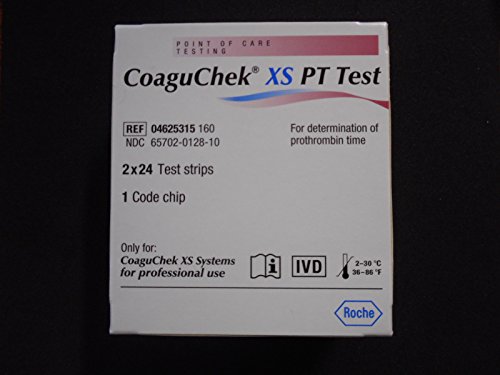 POINT OF CARE
TESTING
CoaguChek® XS PT Test
REF 04625315 160
NDC 65702-0128-10
For determination of
prothrombin time
2x24 Test strips
1 Code chip
Only for:
CoaguChek XS Systems
for professional use
i
IVD
2–30 °C
36–86 °F
Roche